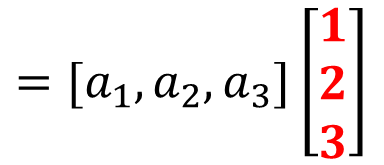 = [a₁, a₂, a₃] [1
2
3]